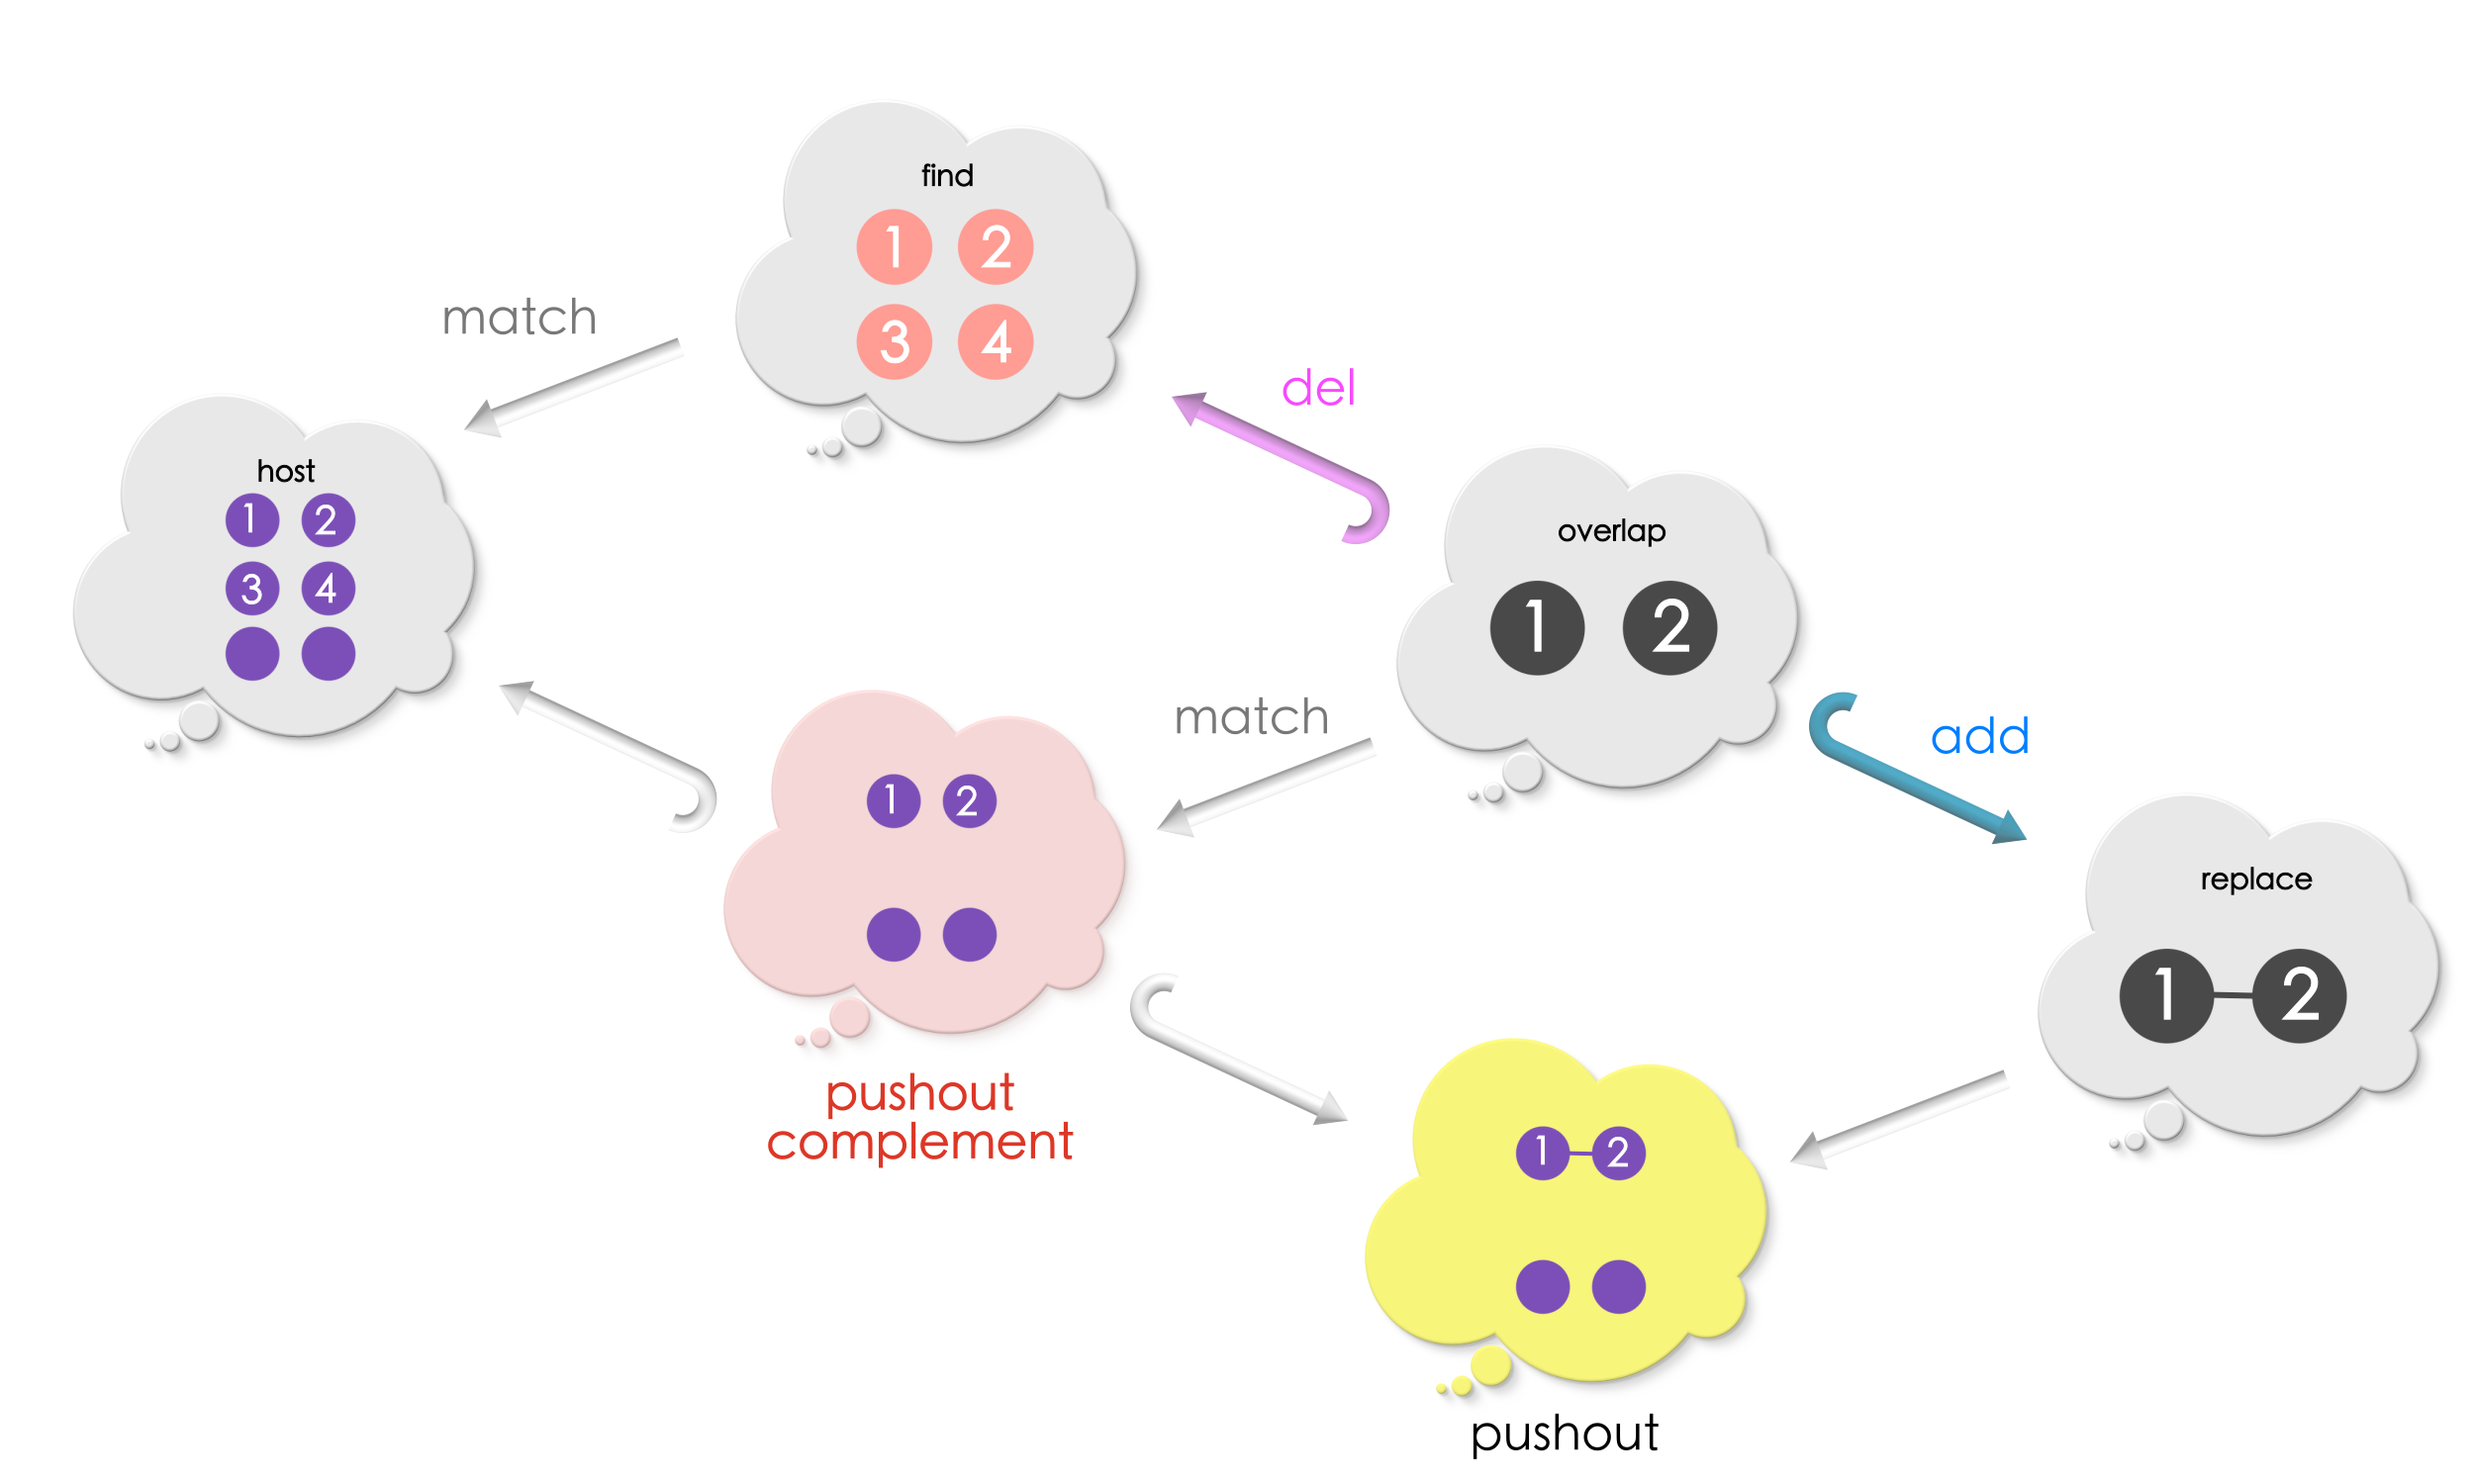 find
1 2
3 4
match
del
host
1 2
3 4
overlap
1 2
match
add
1 2
replace
1 2
pushout
complement
1 2
pushout